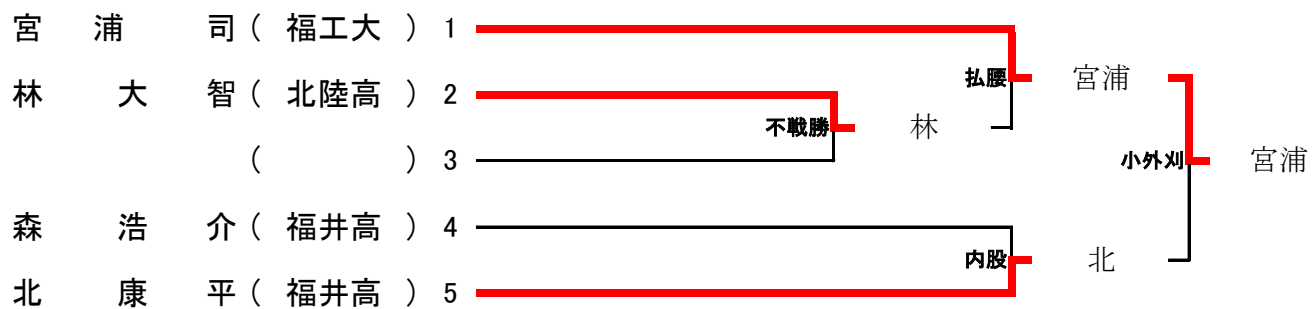 宮 浦 司 ( 福工大 ) 1
払腰 宮浦
林 大 智 ( 北陸高 ) 2
不戦勝 林
( ) 3
小外刈 宮浦
森 浩 介 ( 福井高 ) 4
内股 北
北 康 平 ( 福井高 ) 5